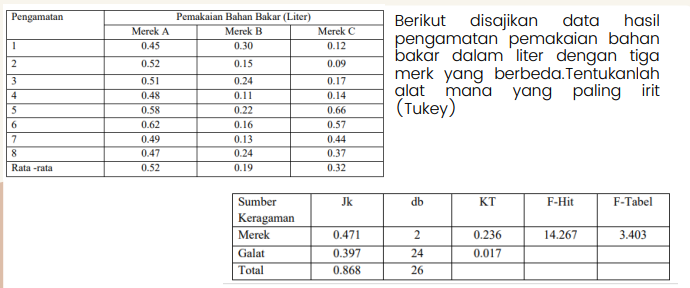 Pengamatan Pemakaian Bahan Bakar (Liter)
Merek A Merek B Merek C
1 0.45 0.30 0.12
2 0.52 0.15 0.09
3 0.51 0.24 0.17
4 0.48 0.11 0.14
5 0.58 0.22 0.66
6 0.62 0.16 0.57
7 0.49 0.13 0.44
8 0.47 0.24 0.37
Rata -rata 0.52 0.19 0.32
Berikut disajikan data hasil
pengamatan pemakaian bahan
bakar dalam liter dengan tiga
merk yang berbeda.Tentukanlah
alat mana yang paling irit
(Tukey)
Sumber Jk db KT F-Hit F-Tabel
Keragaman
Merek 0.471 2 0.236 14.267 3.403
Galat 0.397 24 0.017
Total 0.868 26